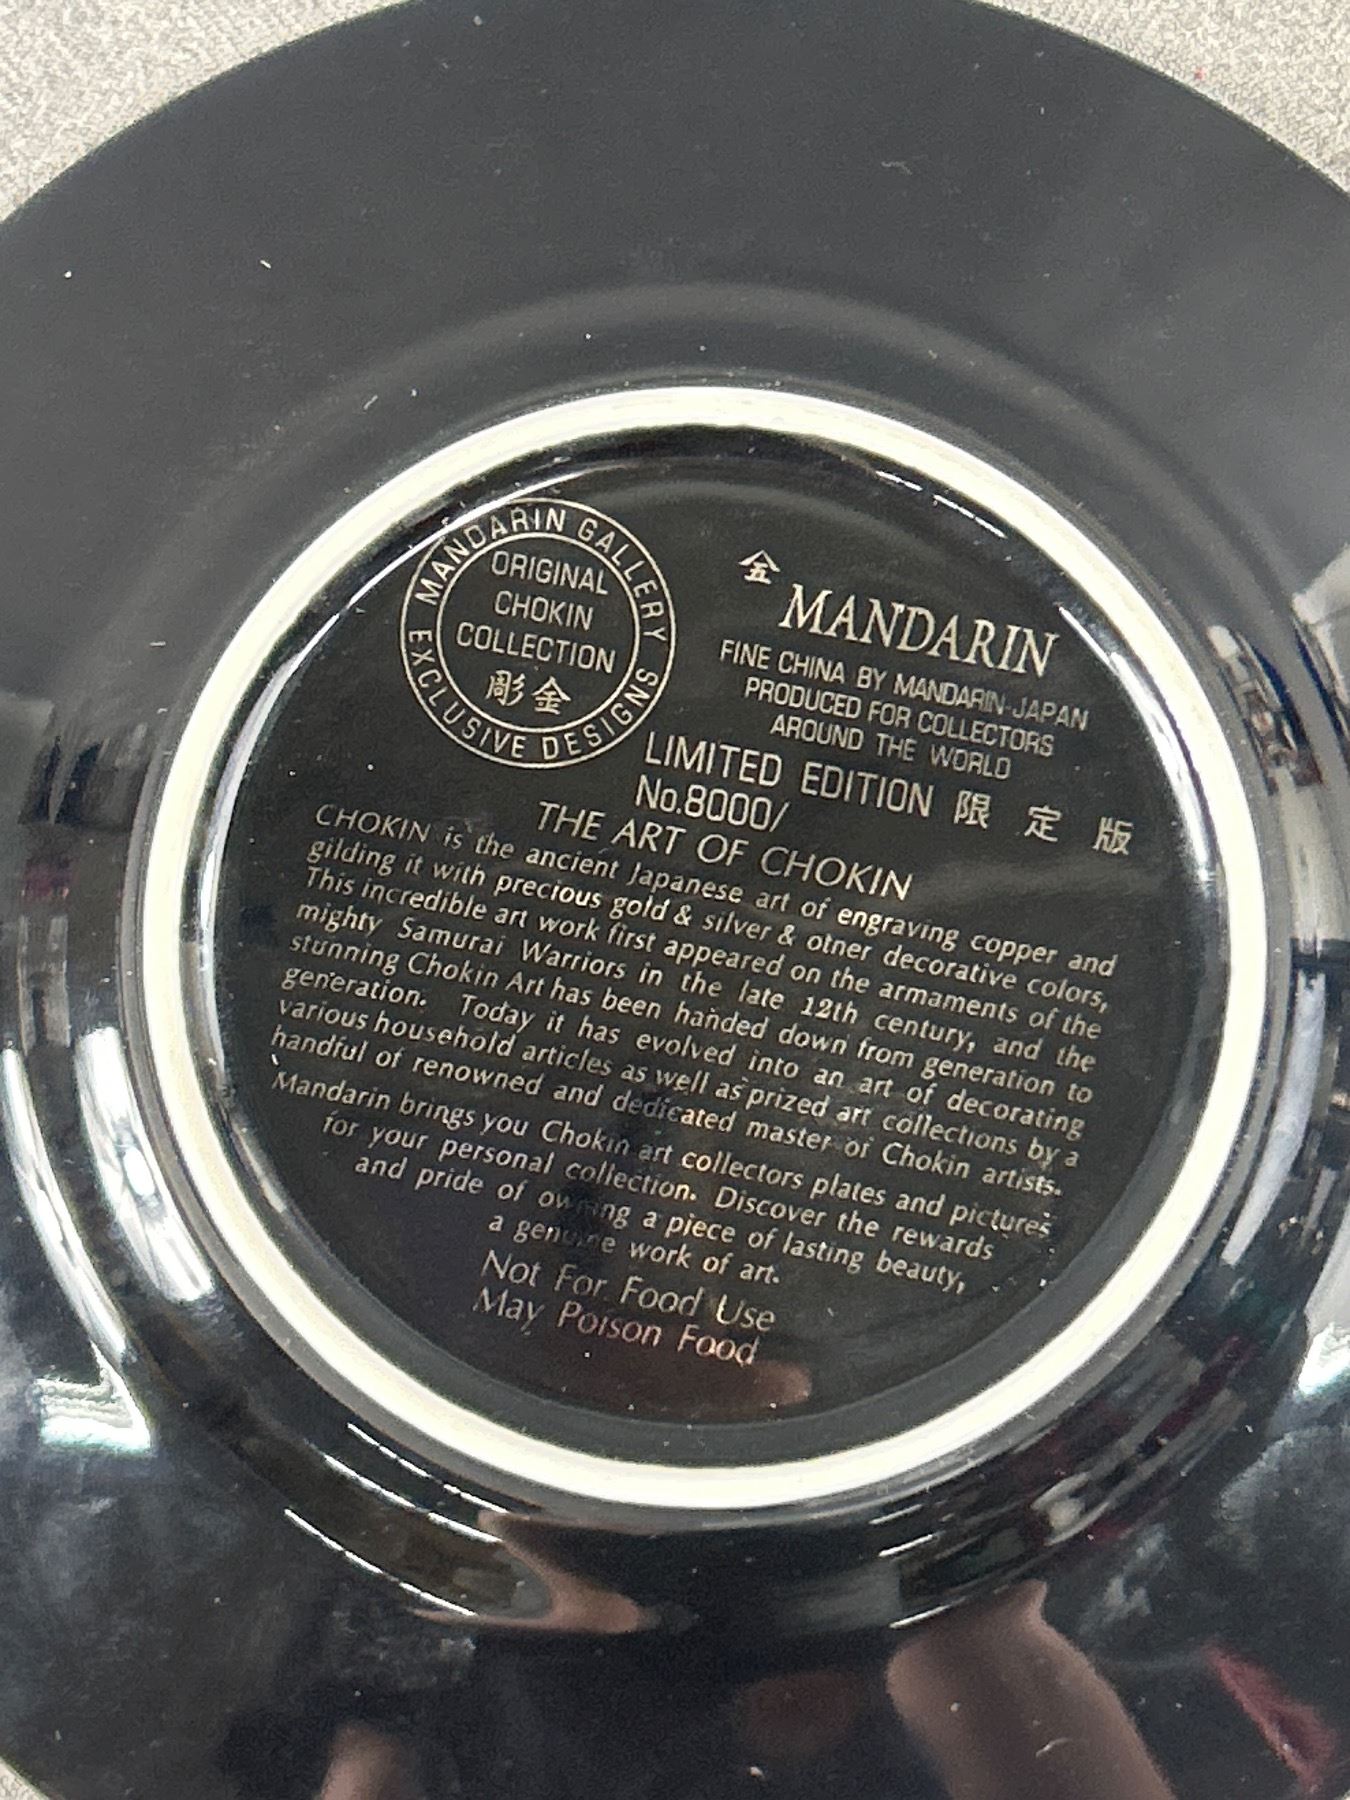 MANDARIN GALLERY
ORIGINAL
CHOKIN
COLLECTION
彫金
EXCLUSIVE DESIGNS
五
MANDARIN
FINE CHINA BY MANDARIN-JAPAN
PRODUCED FOR COLLECTORS
AROUND THE WORLD
LIMITED EDITION 限 定 版
No.8000/
THE ART OF CHOKIN
CHOKIN is the ancient Japanese art of engraving copper and
gilding it with precious gold & silver & otner decorative colors,
This incredible art work first appeared on the armaments of the
mighty Samurai Warriors in the late 12th century, and the
stunning Chokin Art has been handed down from generation to
generation. Today it has evolved into an art of decorating
various household articles as well as prized art collections by a
handful of renowned and dedicated master of Chokin artists.
Mandarin brings you Chokin art collectors plates and pictures
for your personal collection. Discover the rewards
and pride of owning a piece of lasting beauty,
a genuine work of art.
Not For Food Use
May Poison Food